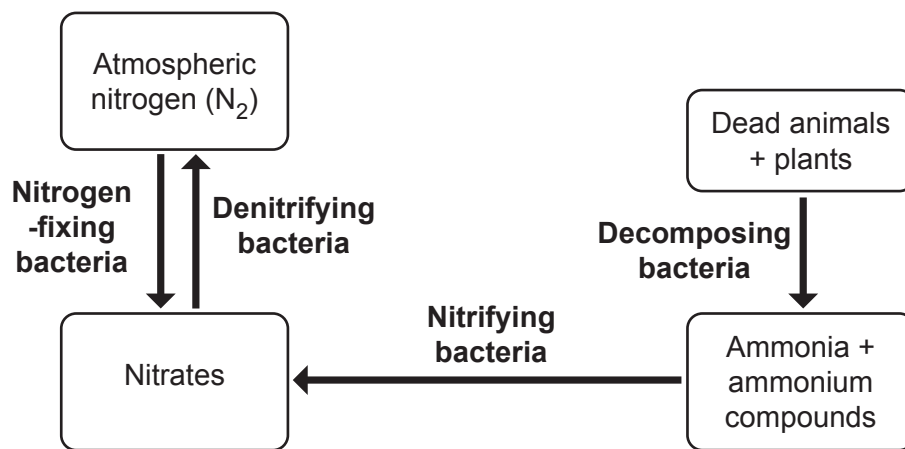 Atmospheric
nitrogen (N₂)
Dead animals
+ plants
Nitrogen
-fixing
bacteria
Denitrifying
bacteria
Decomposing
bacteria
Nitrifying
bacteria
Nitrates
Ammonia +
ammonium
compounds